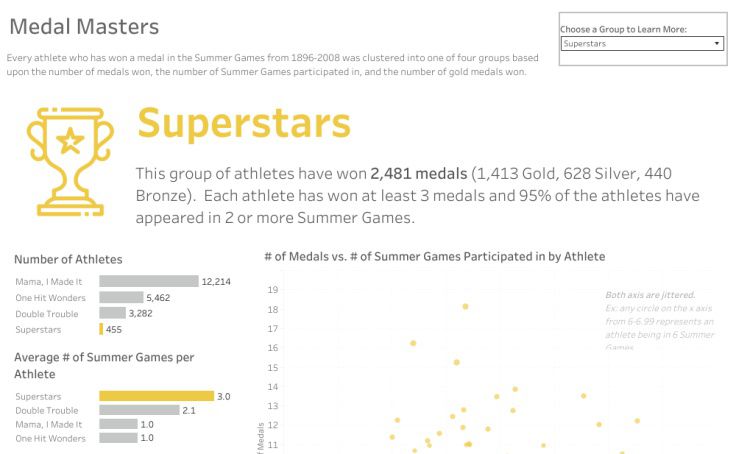 Medal Masters
Choose a Group to Learn More:
Superstars
Every athlete who has won a medal in the Summer Games from 1896-2008 was clustered into one of four groups based
upon the number of medals won, the number of Summer Games participated in, and the number of gold medals won.
Superstars
This group of athletes have won 2,481 medals (1,413 Gold, 628 Silver, 440
Bronze). Each athlete has won at least 3 medals and 95% of the athletes have
appeared in 2 or more Summer Games.
Number of Athletes
Mama, I Made It 12,214
One Hit Wonders 5,462
Double Trouble 3,282
Superstars 455
Average # of Summer Games per
Athlete
Superstars 3.0
Double Trouble 2.1
Mama, I Made It 1.0
One Hit Wonders 1.0
# of Medals vs. # of Summer Games Participated in by Athlete
Both axis are jittered.
Ex: any circle on the x axis
from 6-6.99 represents an
athlete being in 6 Summer
Games
19
18
17
16
15
14
13
12
11
of Medals